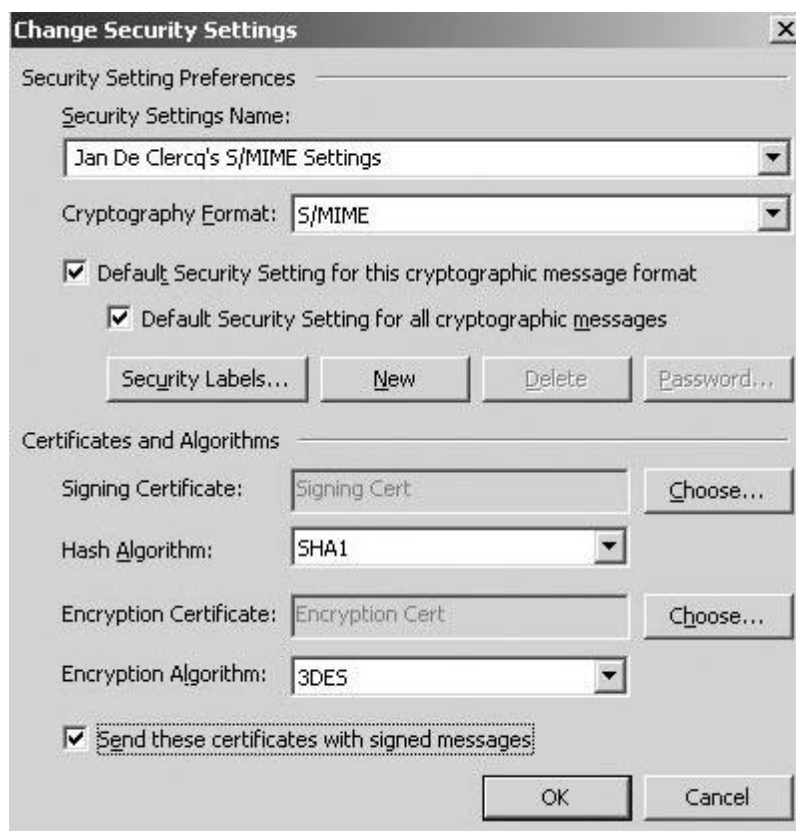 Change Security Settings
Security Setting Preferences
Security Settings Name:
Jan De Clercq's S/MIME Settings
Cryptography Format: S/MIME
Default Security Setting for this cryptographic message format
Default Security Setting for all cryptographic messages
Security Labels... New Delete Password...
Certificates and Algorithms
Signing Certificate: Signing Cert Choose...
Hash Algorithm: SHA1
Encryption Certificate: Encryption Cert Choose...
Encryption Algorithm: 3DES
Send these certificates with signed messages
OK Cancel